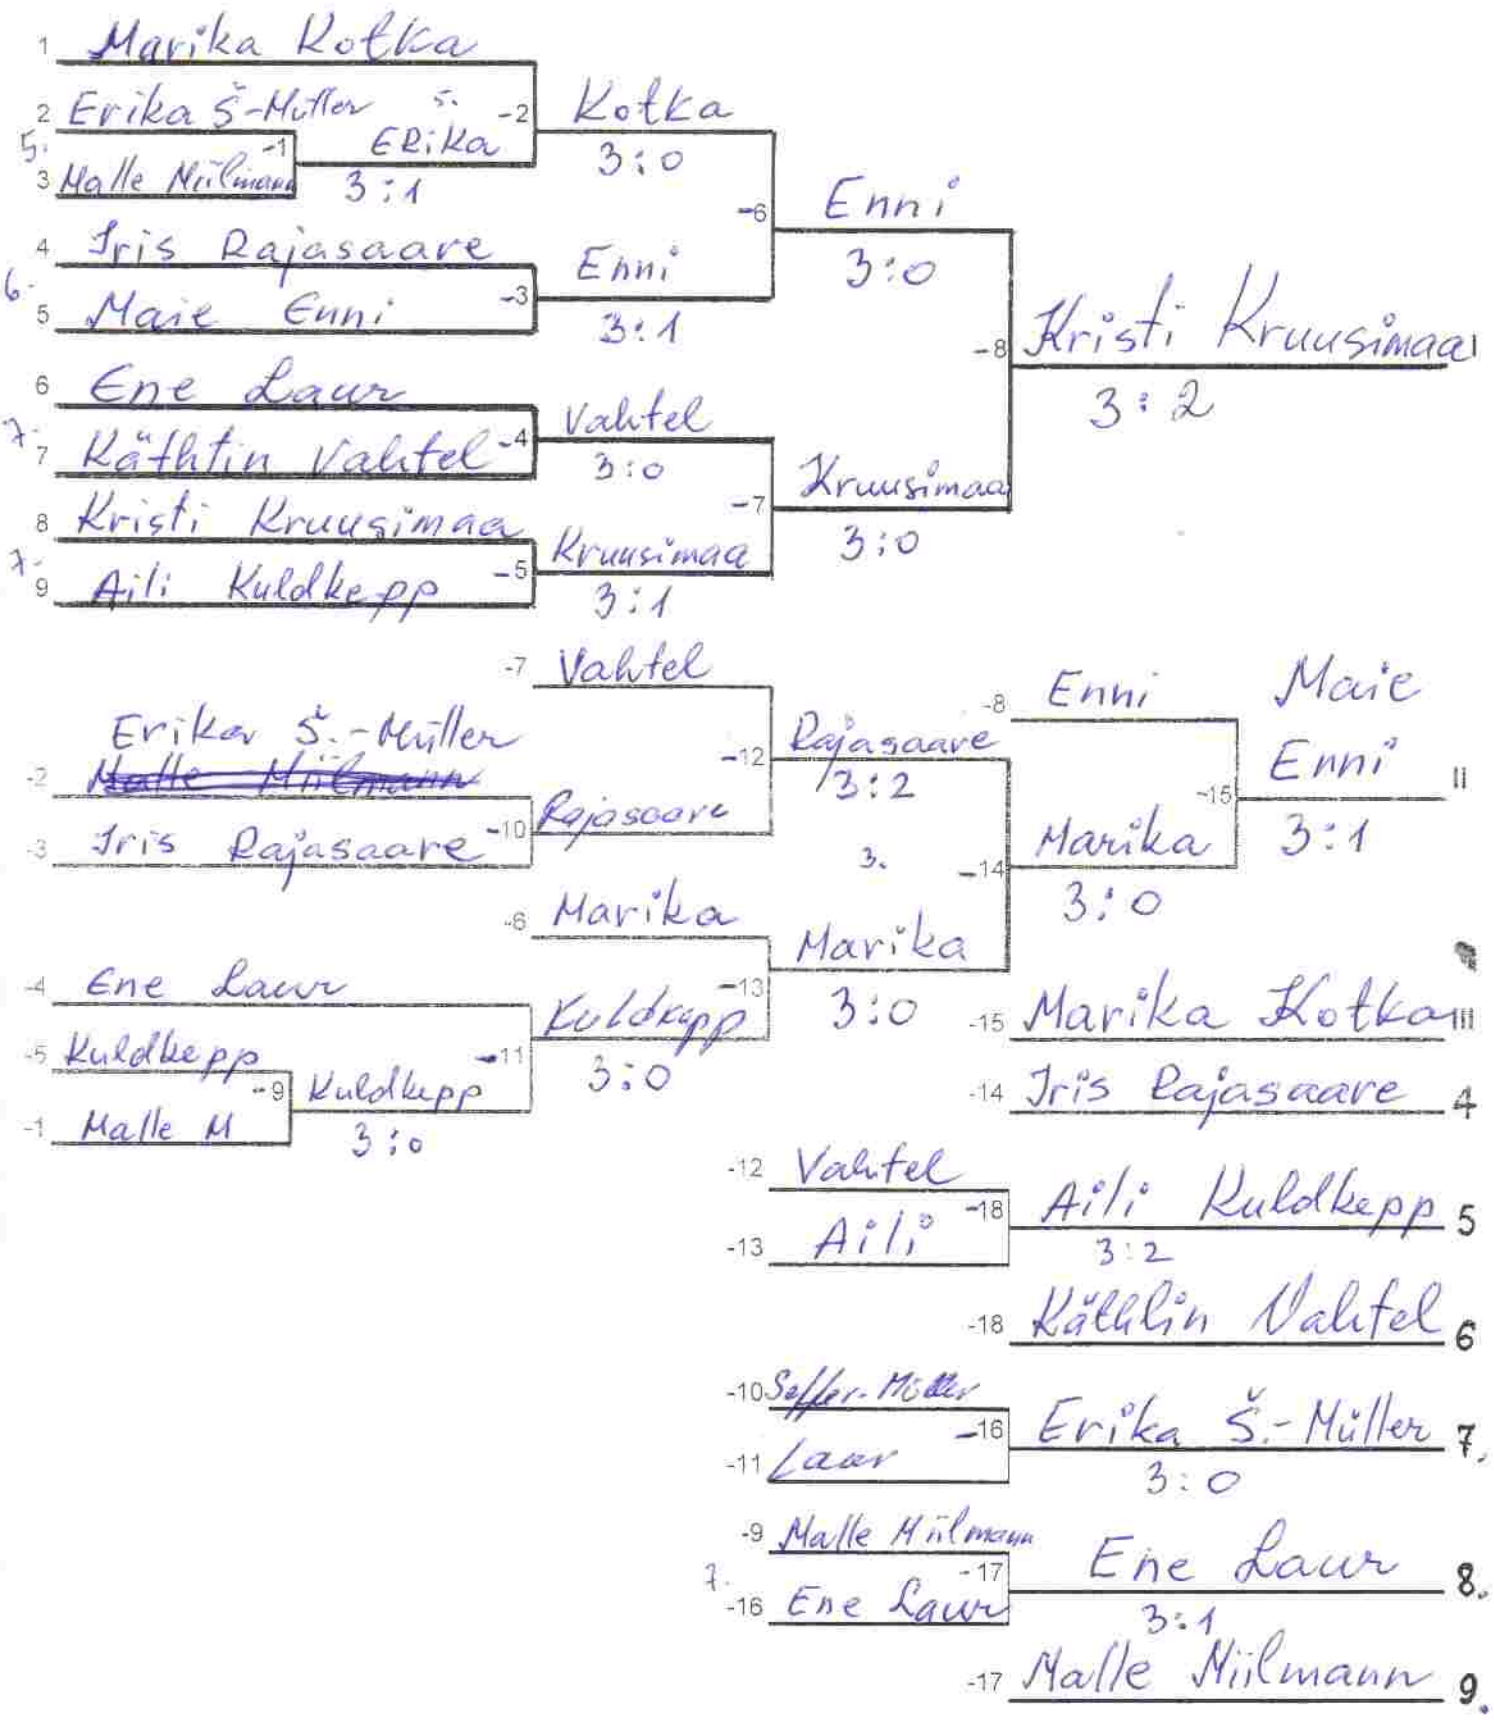 1 Marika Kotka
2 Erika Š-Müller 5. -2 Kotka
5. -1 ERiKa 3:0
3 Malle Miilmann 3:1
-6 Enni
4 Iris Rajasaare Enni 3:0
6. -3
5 Maie Enni 3:1
-8 Kristi Kruusimaa I
6 Ene Laur Vahtel 3:2
7. -4
7 Käthlin Vahtel 3:0
-7 Kruusimaa
8 Kristi Kruusimaa 3:0
7. -5 Kruusimaa
9 Aili Kuldkepp 3:1
-7 Vahtel
-8 Enni Maie
Erika Š.-Müller -12 Rajasaare Enni II
-2 Malle Miilmann 3:2 -15
-10 Rajasaare Marika 3:1
-3 Iris Rajasaare 3. -14
3:0
-6 Marika
Marika
-4 Ene Laur -13 3:0
Kuldkepp -15 Marika Kotka III
-5 Kuldkepp -11 3:0
-9 Kuldkepp -14 Iris Rajasaare 4
-1 Malle M 3:0
-12 Vahtel
-18 Aili Kuldkepp 5
-13 Aili 3:2
-18 Käthlin Vahtel 6
-10
-16 Erika Š.-Müller 7.
-11 Laur 3:0
-9 Malle Miilmann
7. -17 Ene Laur 8.
-16 Ene Laur 3:1
-17 Malle Miilmann 9.